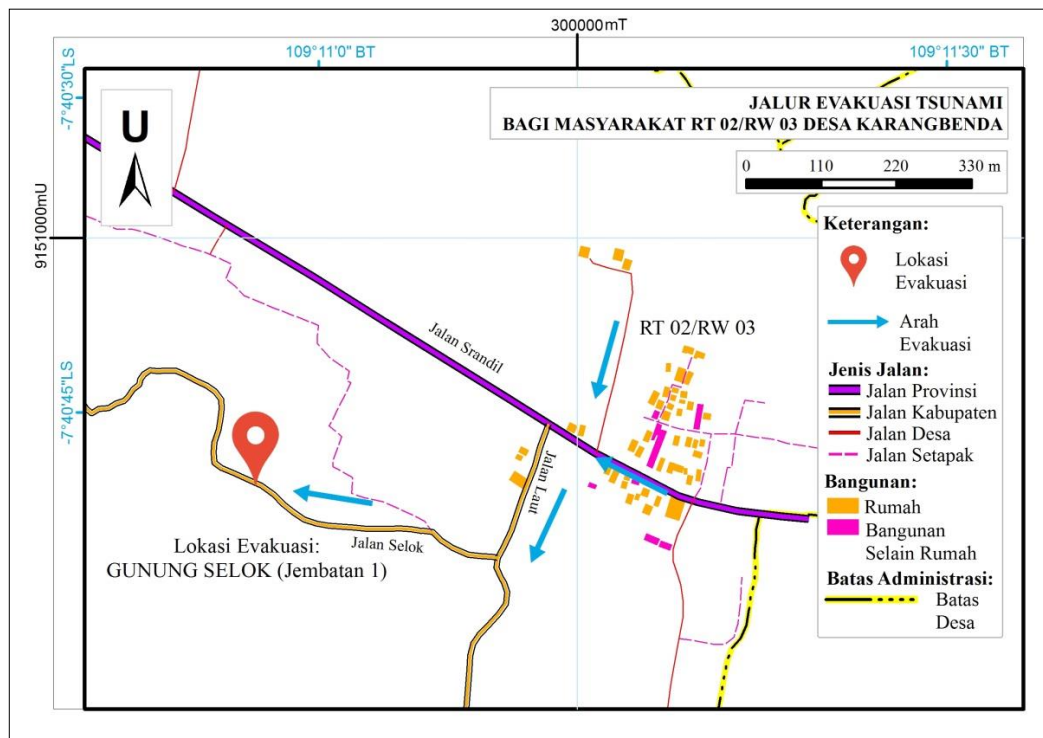 300000mT
109°11'0" BT
109°11'30" BT
-7°40'30"LS
U
JALUR EVAKUASI TSUNAMI
BAGI MASYARAKAT RT 02/RW 03 DESA KARANGBENDA
0 110 220 330 m
9151000mU
Keterangan:
Lokasi
Evakuasi
Arah
Evakuasi
Jenis Jalan:
Jalan Provinsi
Jalan Kabupaten
Jalan Desa
Jalan Setapak
Bangunan:
Rumah
Bangunan
Selain Rumah
Batas Administrasi:
Batas
Desa
RT 02/RW 03
Jalan Srandil
-7°40'45"LS
Jalan Laut
Jalan Selok
Lokasi Evakuasi:
GUNUNG SELOK (Jembatan 1)